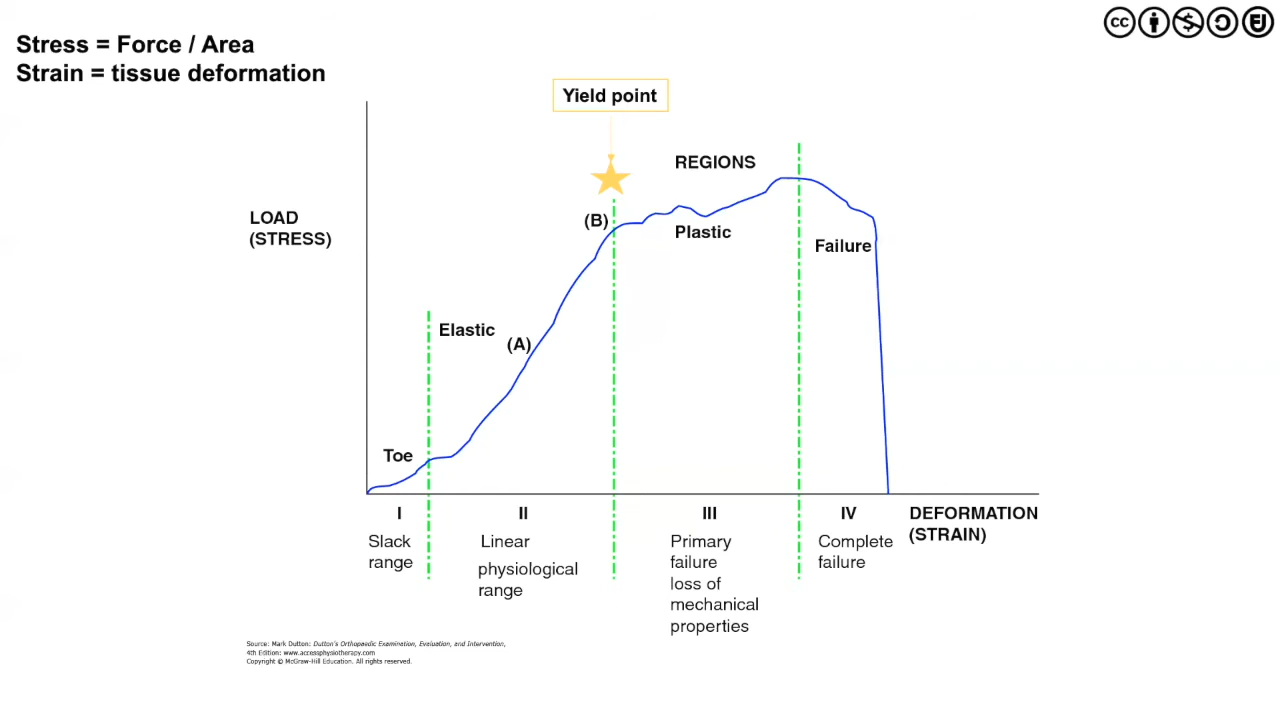 Stress = Force / Area
Strain = tissue deformation
cc
Yield point
REGIONS
LOAD
(STRESS)
(B)
Plastic
Failure
Elastic
(A)
Toe
I
II
III
IV
DEFORMATION
(STRAIN)
Slack
range
Linear
physiological
range
Primary
failure
loss of
mechanical
properties
Complete
failure
Source: Mark Dutton: Dutton's Orthopaedic Examination, Evaluation, and Intervention,
4th Edition: www.accessphysiotherapy.com
Copyright © McGraw-Hill Education. All rights reserved.